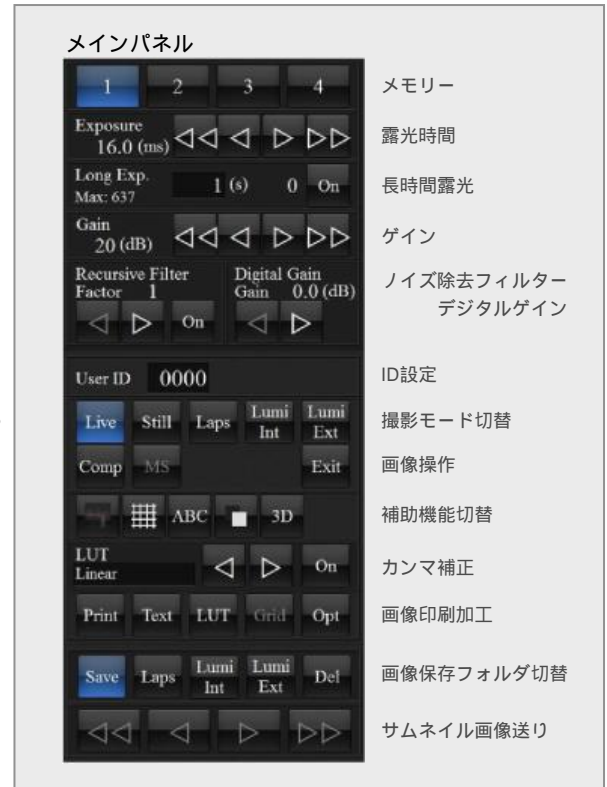 メインパネル
1 2 3 4 メモリー
Exposure
16.0 (ms) 露光時間
Long Exp.
Max: 637 1 (s) 0 On 長時間露光
Gain
20 (dB) ゲイン
Recursive Filter Digital Gain ノイズ除去フィルター
Factor 1 Gain 0.0 (dB) デジタルゲイン
On
User ID 0000 ID設定
Live Still Laps Lumi Int Lumi Ext 撮影モード切替
Comp MS Exit 画像操作
ABC 3D 補助機能切替
LUT
Linear On カンマ補正
Print Text LUT Grid Opt 画像印刷加工
Save Laps Lumi Int Lumi Ext Del 画像保存フォルダ切替
サムネイル画像送り